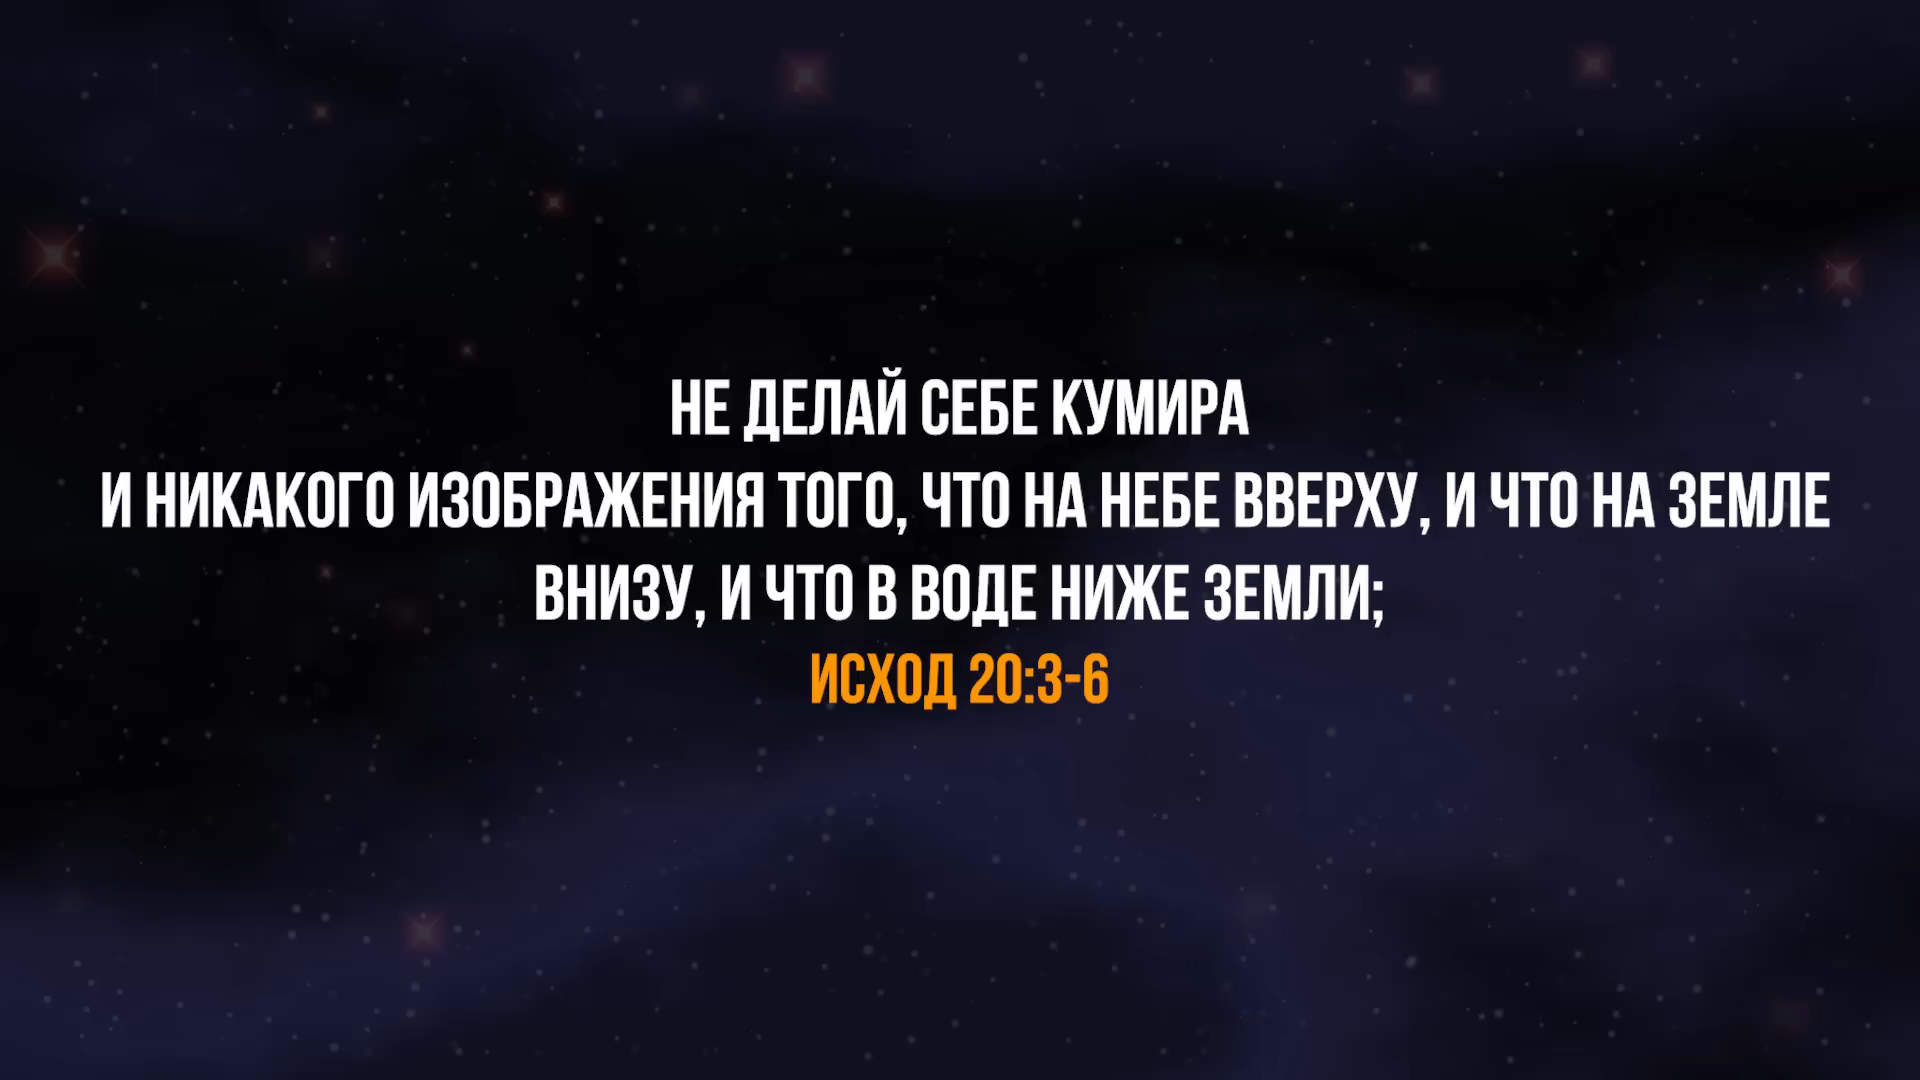 НЕ ДЕЛАЙ СЕБЕ КУМИРА
И НИКАКОГО ИЗОБРАЖЕНИЯ ТОГО, ЧТО НА НЕБЕ ВВЕРХУ, И ЧТО НА ЗЕМЛЕ
ВНИЗУ, И ЧТО В ВОДЕ НИЖЕ ЗЕМЛИ;
ИСХОД 20:3-6